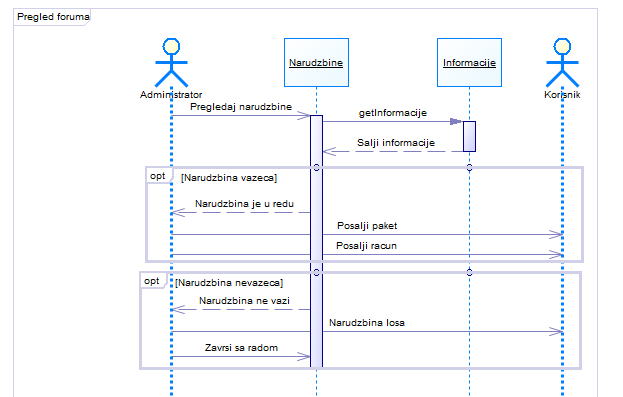 Pregled foruma
Narudzbine
Informacije
Administrator
Korisnik
Pregledaj narudzbine
getInformacije
Salji informacije
opt
[Narudzbina vazeca]
Narudzbina je u redu
Posalji paket
Posalji racun
opt
[Narudzbina nevazeca]
Narudzbina ne vazi
Narudzbina losa
Zavrsi sa radom